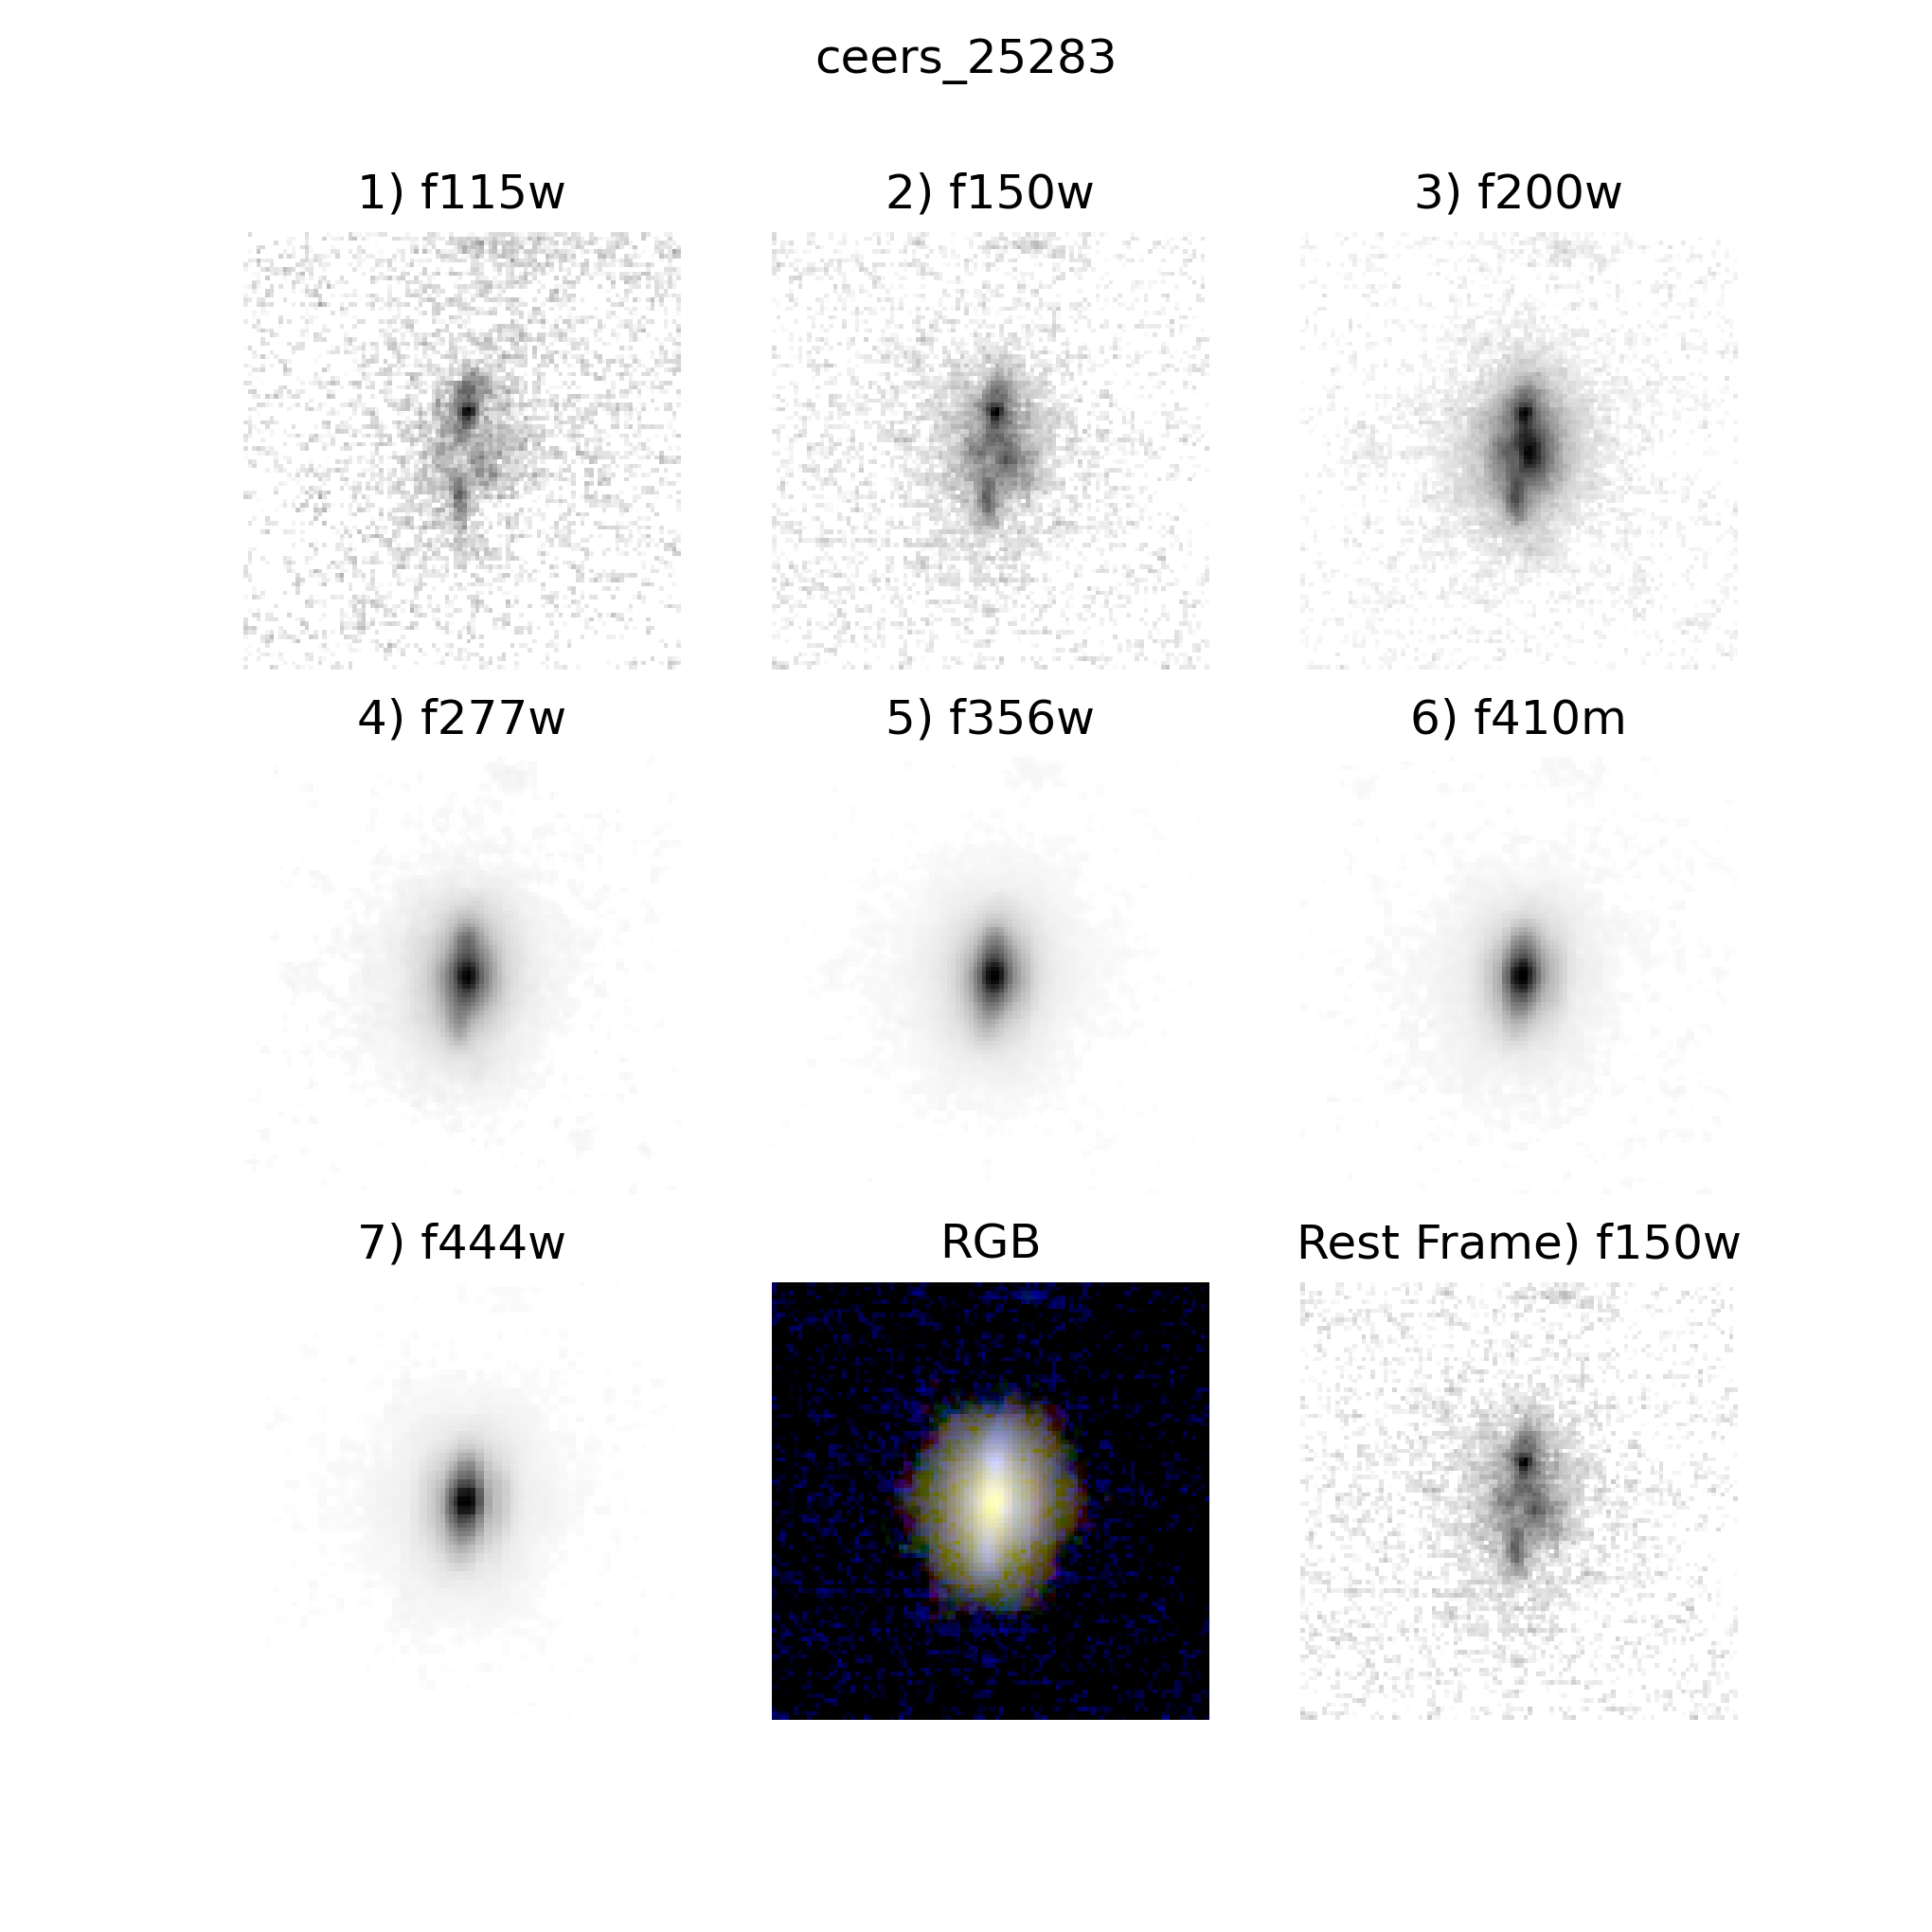 ceers_25283
1) f115w
2) f150w
3) f200w
4) f277w
5) f356w
6) f410m
7) f444w
RGB
Rest Frame) f150w